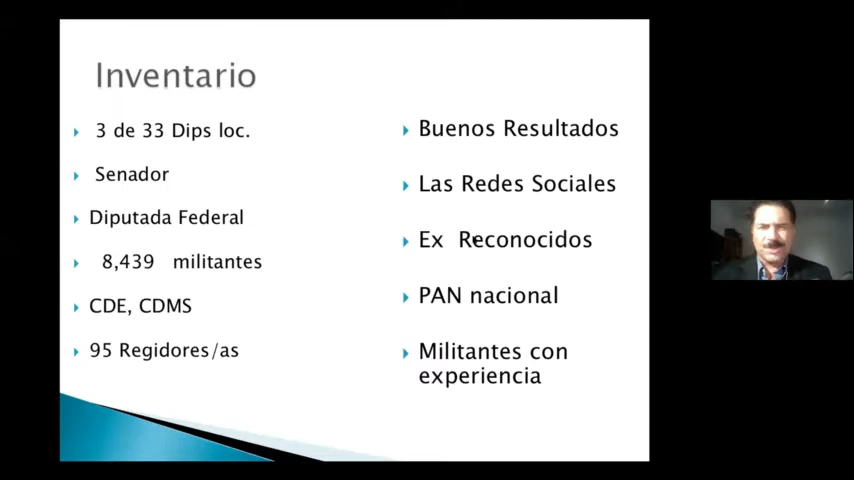 Inventario
3 de 33 Dips loc.
Senador
Diputada Federal
8,439 militantes
CDE, CDMS
95 Regidores/as
Buenos Resultados
Las Redes Sociales
Ex Reconocidos
PAN nacional
Militantes con
experiencia